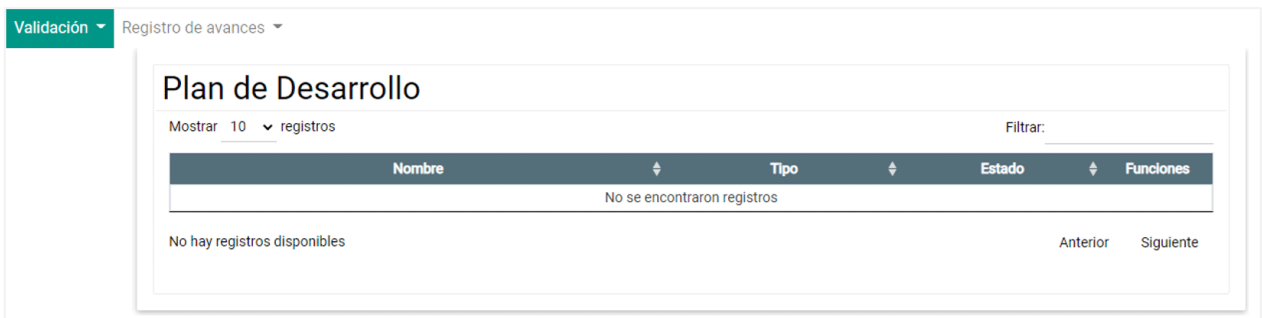 Validación Registro de avances
Plan de Desarrollo
Mostrar 10 registros Filtrar:
Nombre Tipo Estado Funciones
No se encontraron registros
No hay registros disponibles Anterior Siguiente